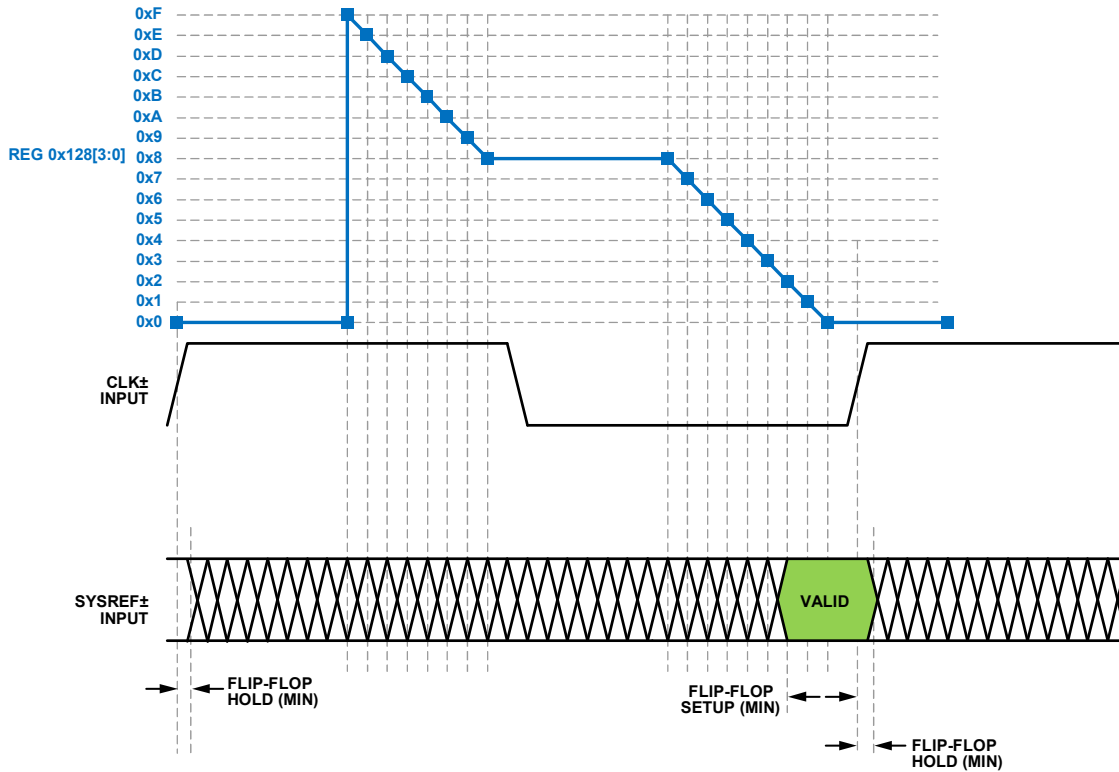 0xF
0xE
0xD
0xC
0xB
0xA
0x9
REG 0x128[3:0]
0x8
0x7
0x6
0x5
0x4
0x3
0x2
0x1
0x0
CLK±
INPUT
SYSREF±
INPUT
VALID
FLIP-FLOP
HOLD (MIN)
FLIP-FLOP
SETUP (MIN)
FLIP-FLOP
HOLD (MIN)